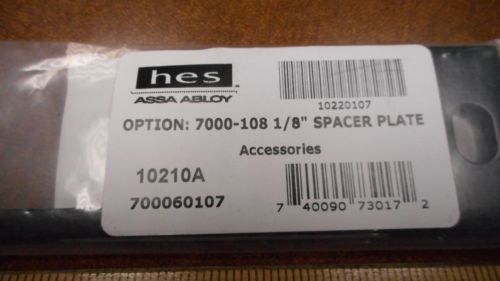 hes
ASSA ABLOY
10220107
OPTION: 7000-108 1/8" SPACER PLATE
Accessories
10210A
700060107
7 40090 73017 2